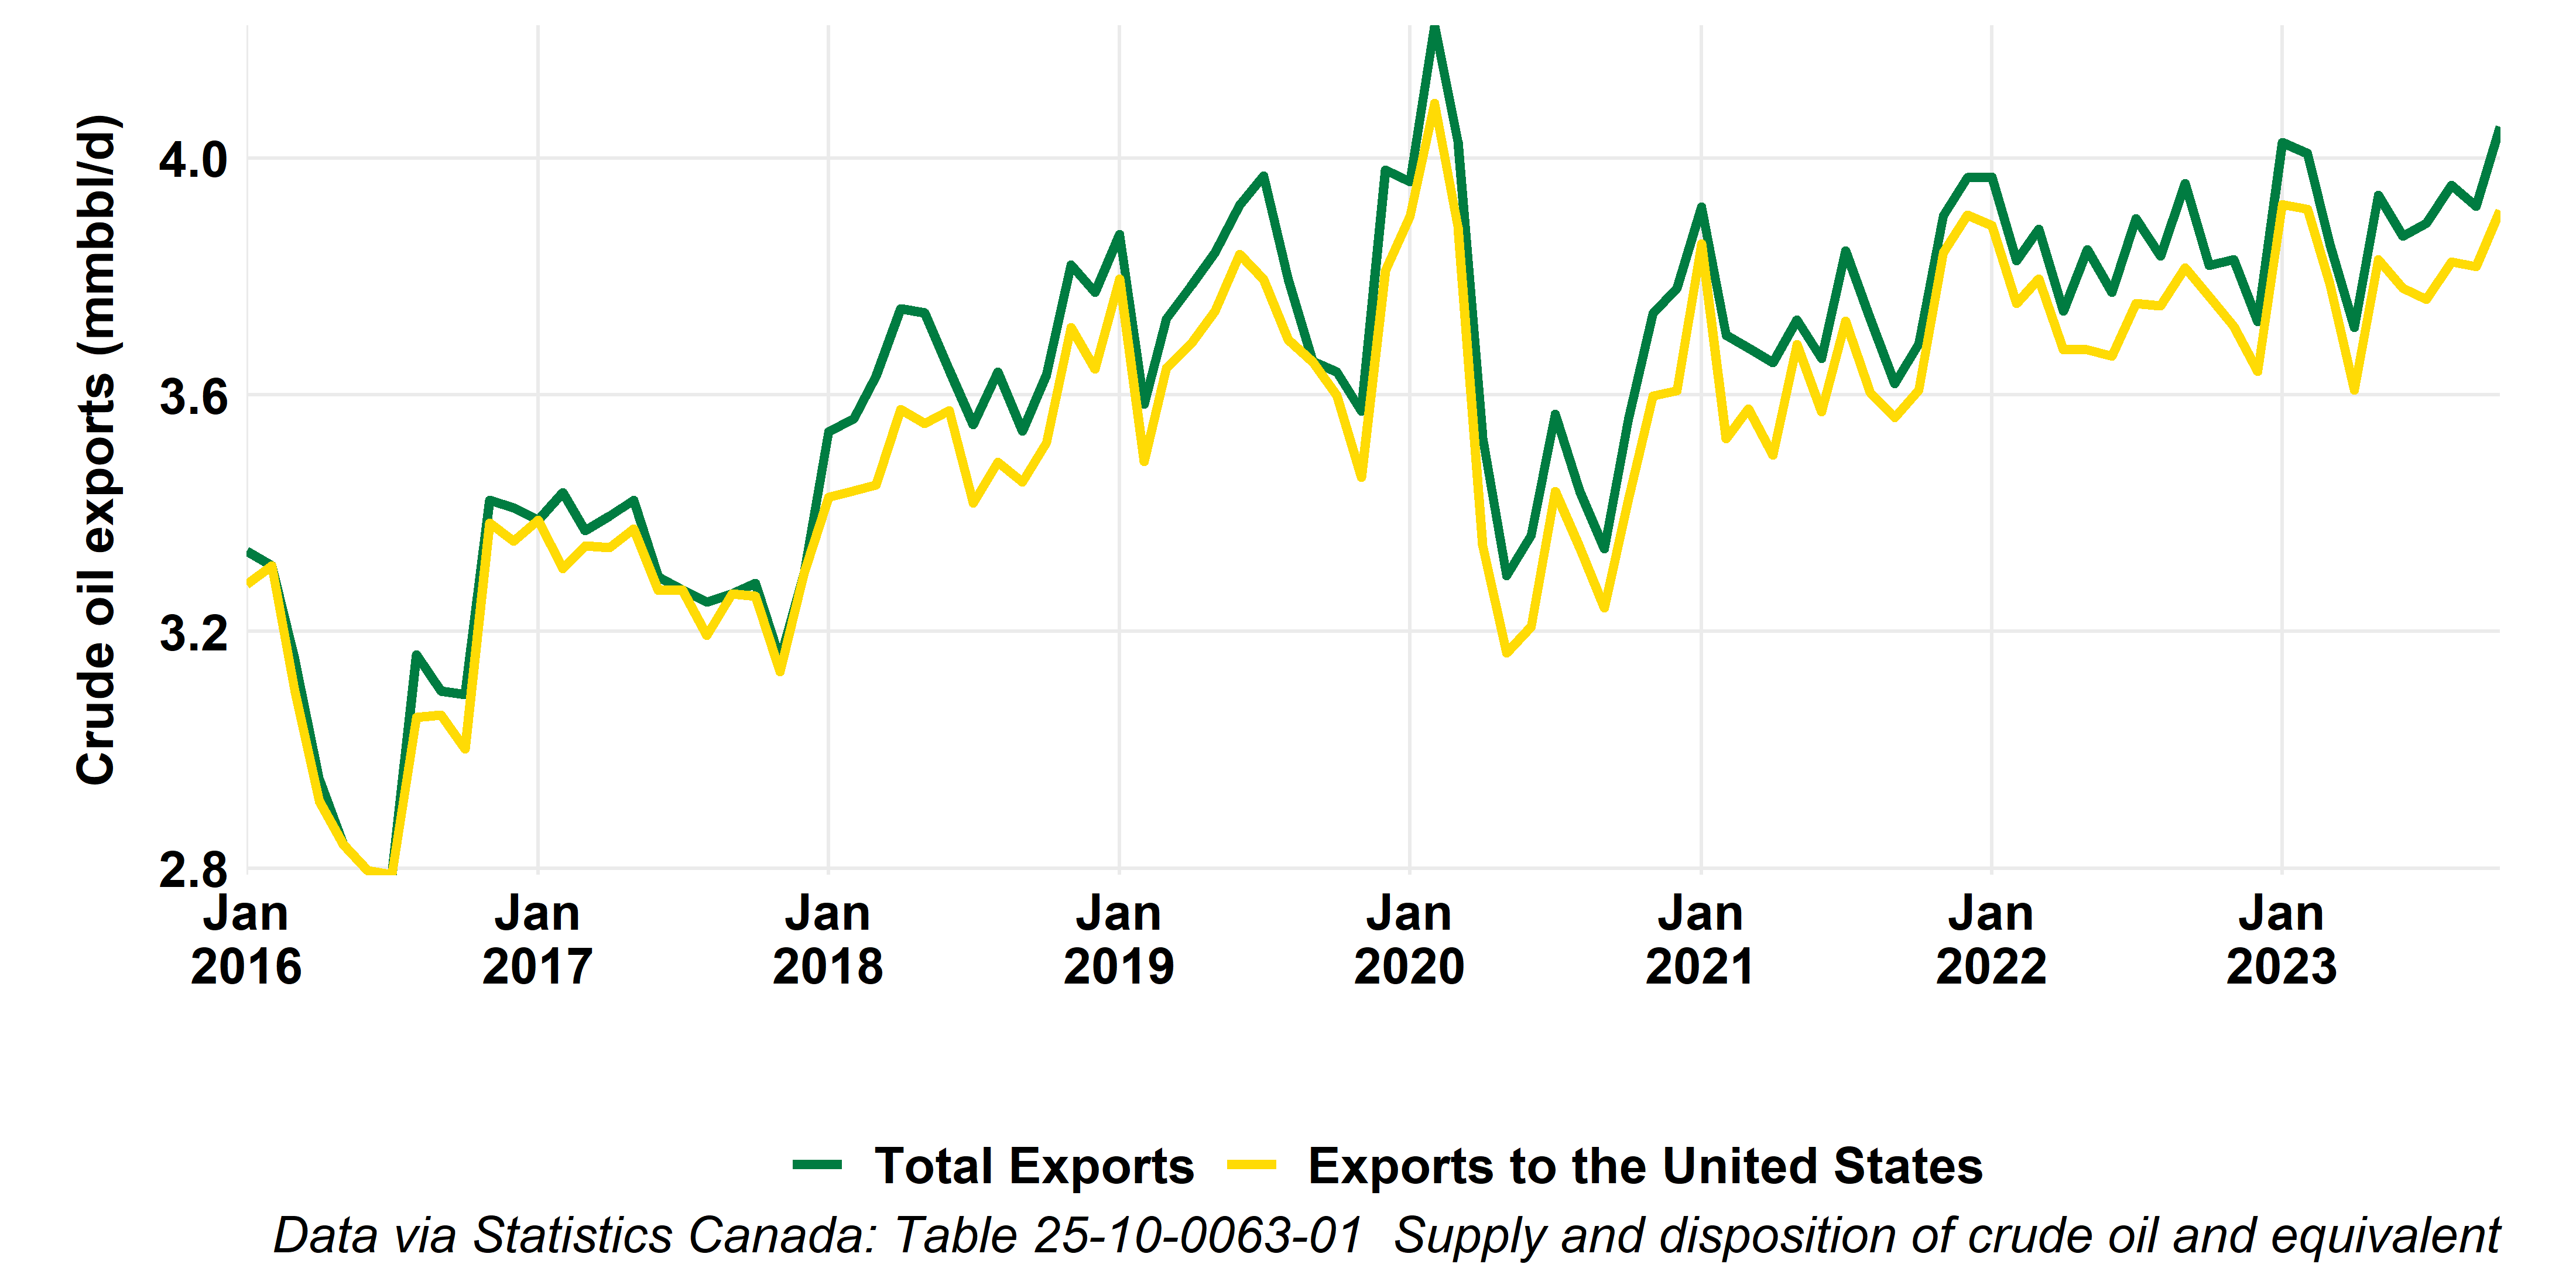 Crude oil exports (mmbbl/d)
4.0
3.6
3.2
2.8
Jan
2016
Jan
2017
Jan
2018
Jan
2019
Jan
2020
Jan
2021
Jan
2022
Jan
2023
Total Exports
Exports to the United States
Data via Statistics Canada: Table 25-10-0063-01  Supply and disposition of crude oil and equivalent